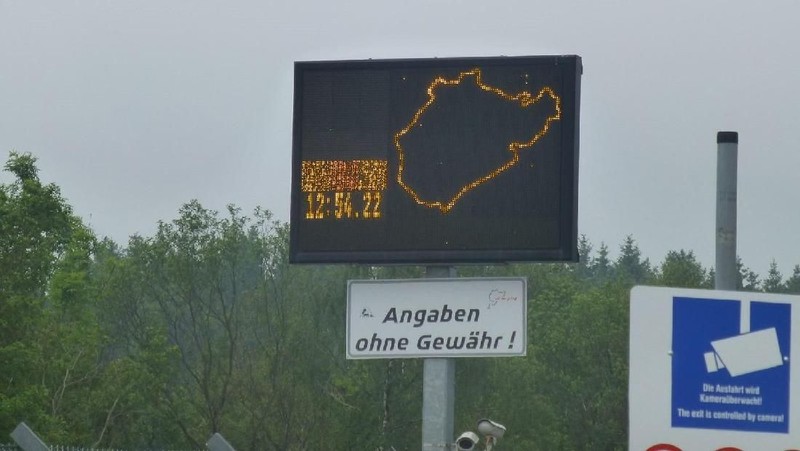 12:54.22
Angaben
ohne Gewähr !
Die Ausfahrt wird
Kameraüberwacht!
The exit is controlled by camera!